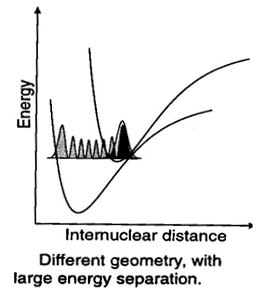 Energy
Internuclear distance
Different geometry, with
large energy separation.